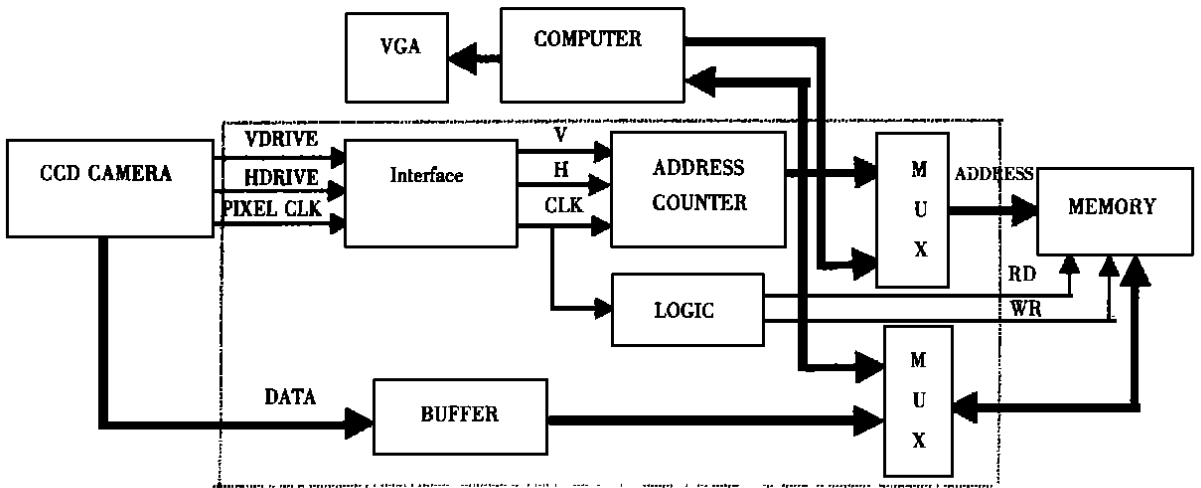 VGA
COMPUTER
CCD CAMERA
VDRIVE
HDRIVE
PIXEL CLK
Interface
V
H
CLK
ADDRESS
COUNTER
M
U
X
ADDRESS
MEMORY
LOGIC
RD
WR
DATA
BUFFER
M
U
X